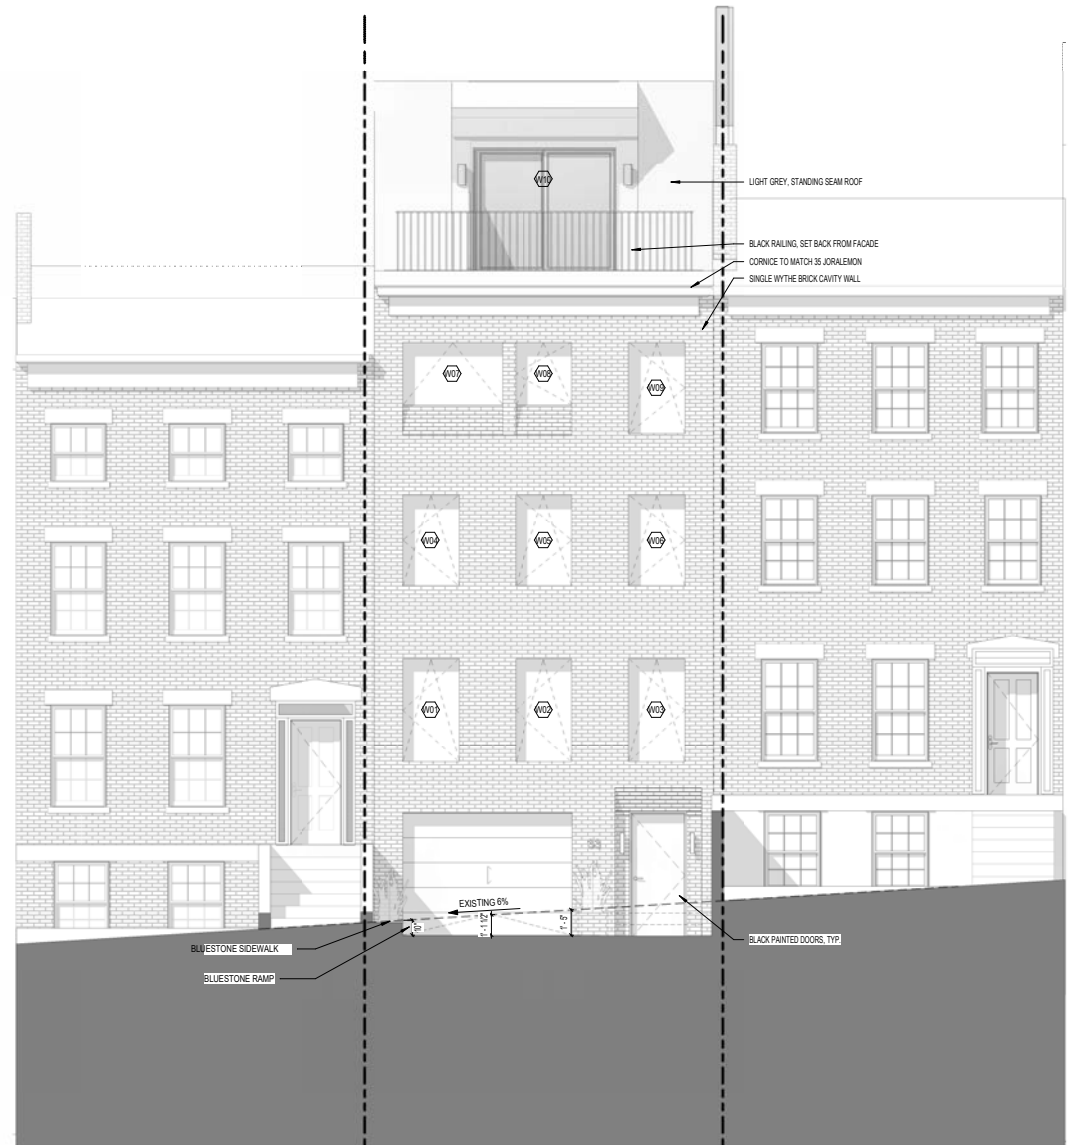 W10
LIGHT GREY, STANDING SEAM ROOF
BLACK RAILING, SET BACK FROM FACADE
CORNICE TO MATCH 35 JORALEMON
SINGLE WYTHE BRICK CAVITY WALL
W07
W08
W09
W04
W05
W06
W01
W02
W03
33
EXISTING 6%
10"
1' - 1 1/2"
1' - 5"
BLUESTONE SIDEWALK
BLACK PAINTED DOORS, TYP.
BLUESTONE RAMP